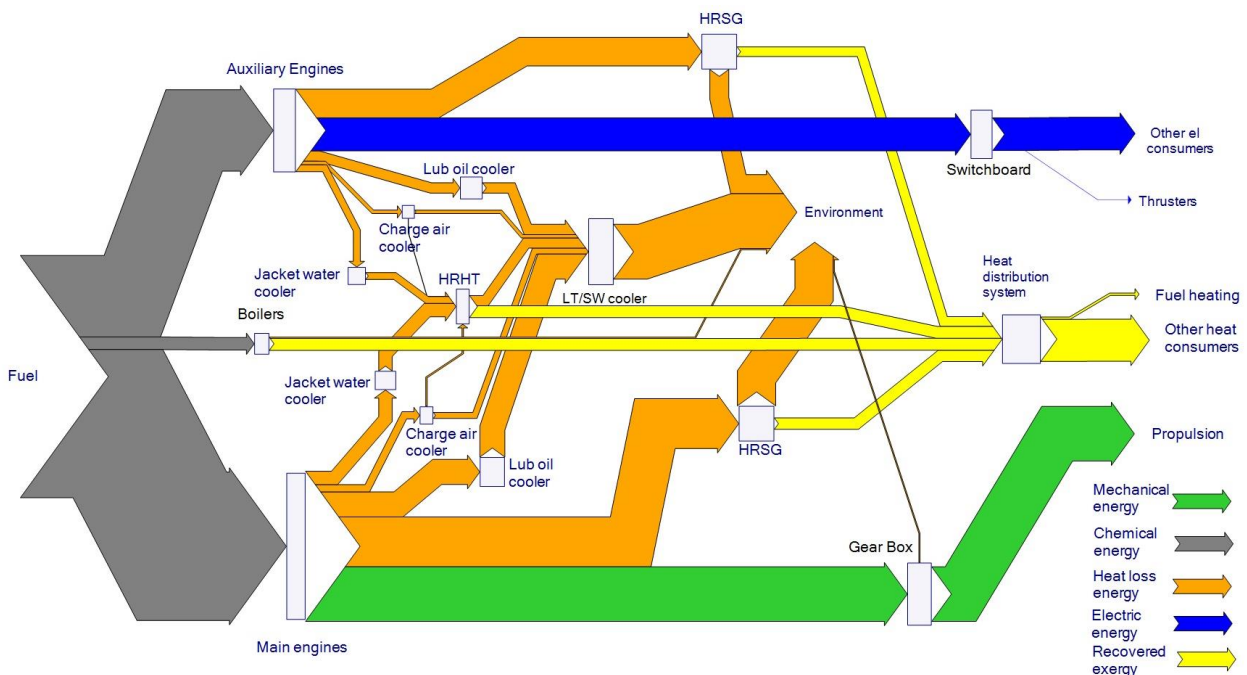 HRSG
Auxiliary Engines
Other el
consumers
Switchboard
Lub oil cooler
Thrusters
Environment
Charge air
cooler
Jacket water
cooler
HRHT
LT/SW cooler
Heat
distribution
system
Fuel heating
Boilers
Other heat
consumers
Fuel
Jacket water
cooler
Charge air
cooler
HRSG
Propulsion
Lub oil
cooler
Mechanical
energy
Chemical
energy
Gear Box
Heat loss
energy
Electric
energy
Main engines
Recovered
exergy